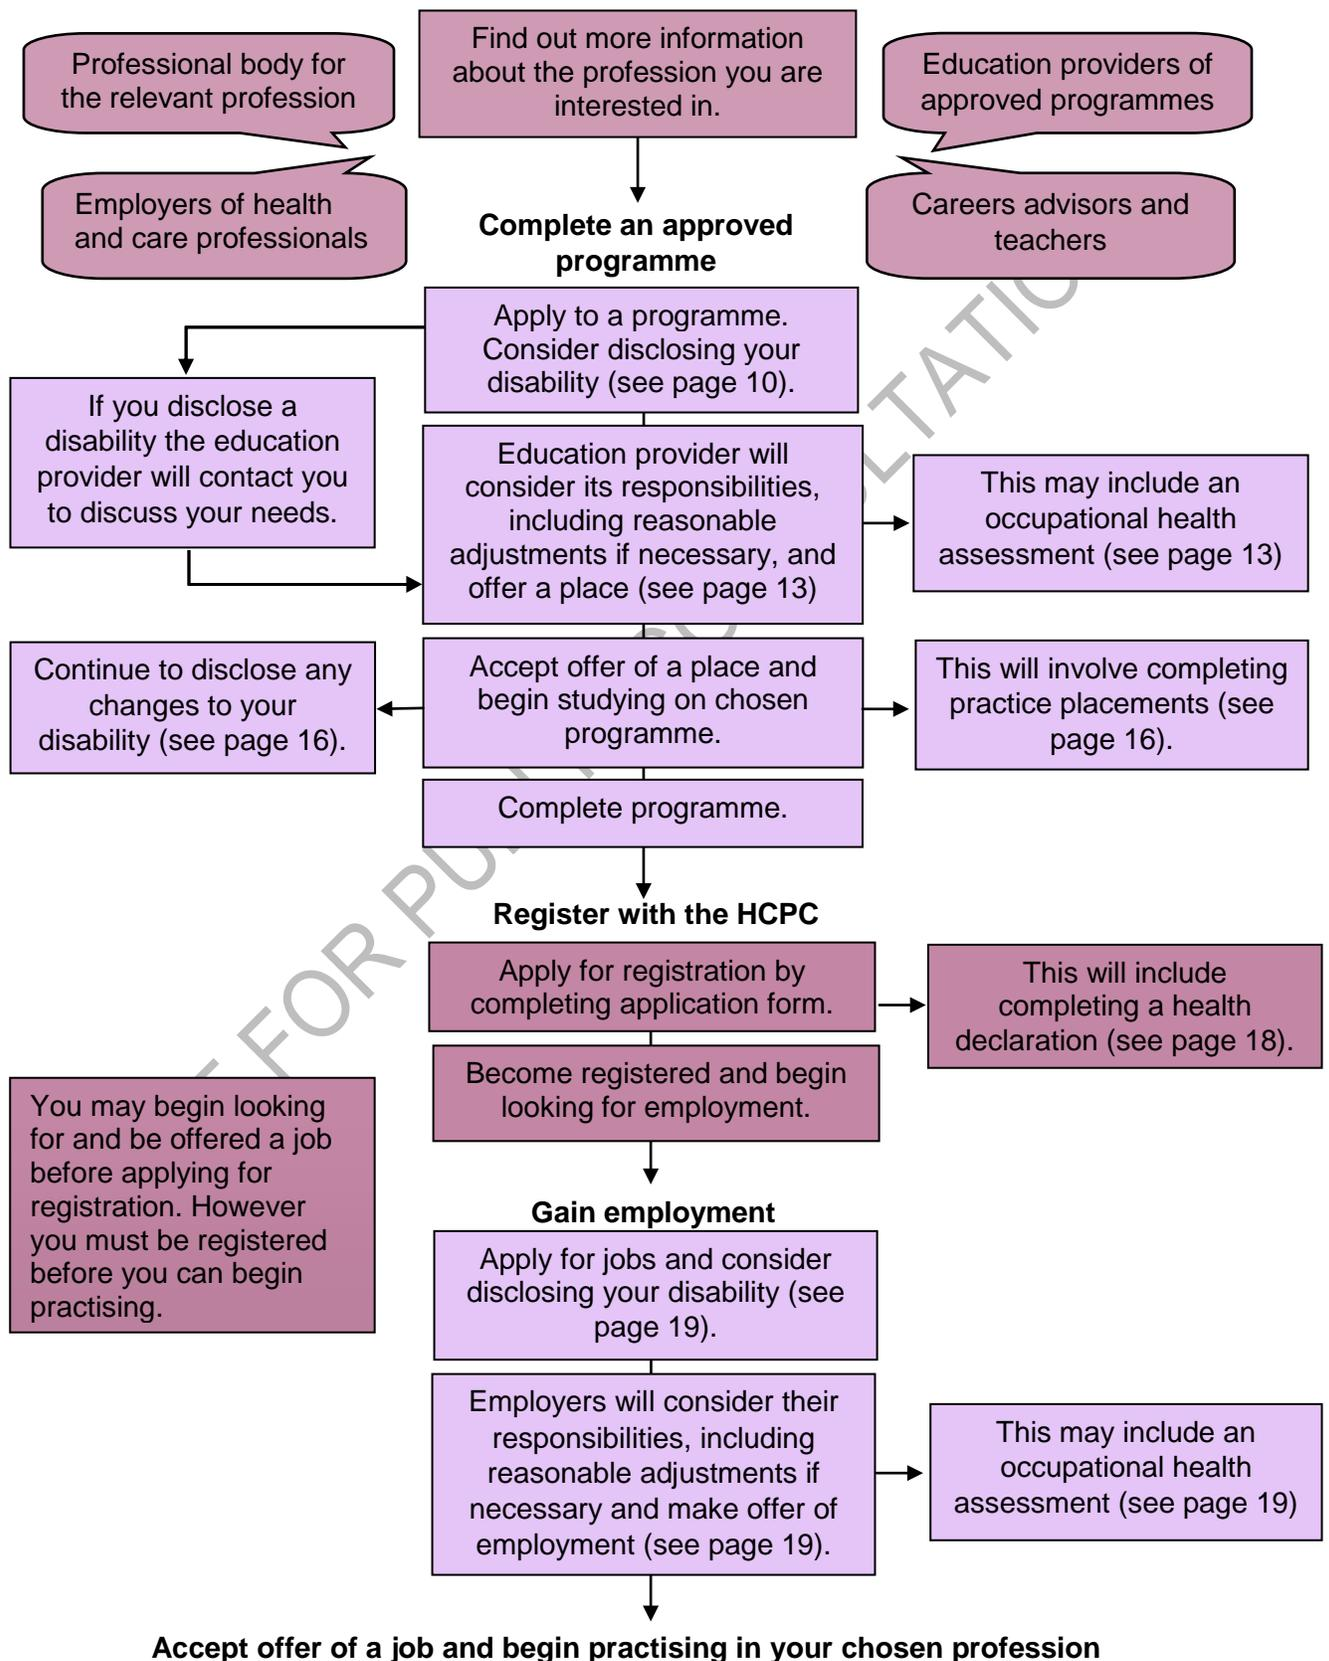 Professional body for
the relevant profession
Find out more information
about the profession you are
interested in.
Education providers of
approved programmes
Employers of health
and care professionals
Careers advisors and
teachers
Complete an approved
programme
Apply to a programme.
Consider disclosing your
disability (see page 10).
If you disclose a
disability the education
provider will contact you
to discuss your needs.
Education provider will
consider its responsibilities,
including reasonable
adjustments if necessary, and
offer a place (see page 13)
This may include an
occupational health
assessment (see page 13)
Continue to disclose any
changes to your
disability (see page 16).
Accept offer of a place and
begin studying on chosen
programme.
This will involve completing
practice placements (see
page 16).
Complete programme.
Register with the HCPC
Apply for registration by
completing application form.
This will include
completing a health
declaration (see page 18).
Become registered and begin
looking for employment.
You may begin looking
for and be offered a job
before applying for
registration. However
you must be registered
before you can begin
practising.
Gain employment
Apply for jobs and consider
disclosing your disability (see
page 19).
Employers will consider their
responsibilities, including
reasonable adjustments if
necessary and make offer of
employment (see page 19).
This may include an
occupational health
assessment (see page 19)
Accept offer of a job and begin practising in your chosen profession
FOR